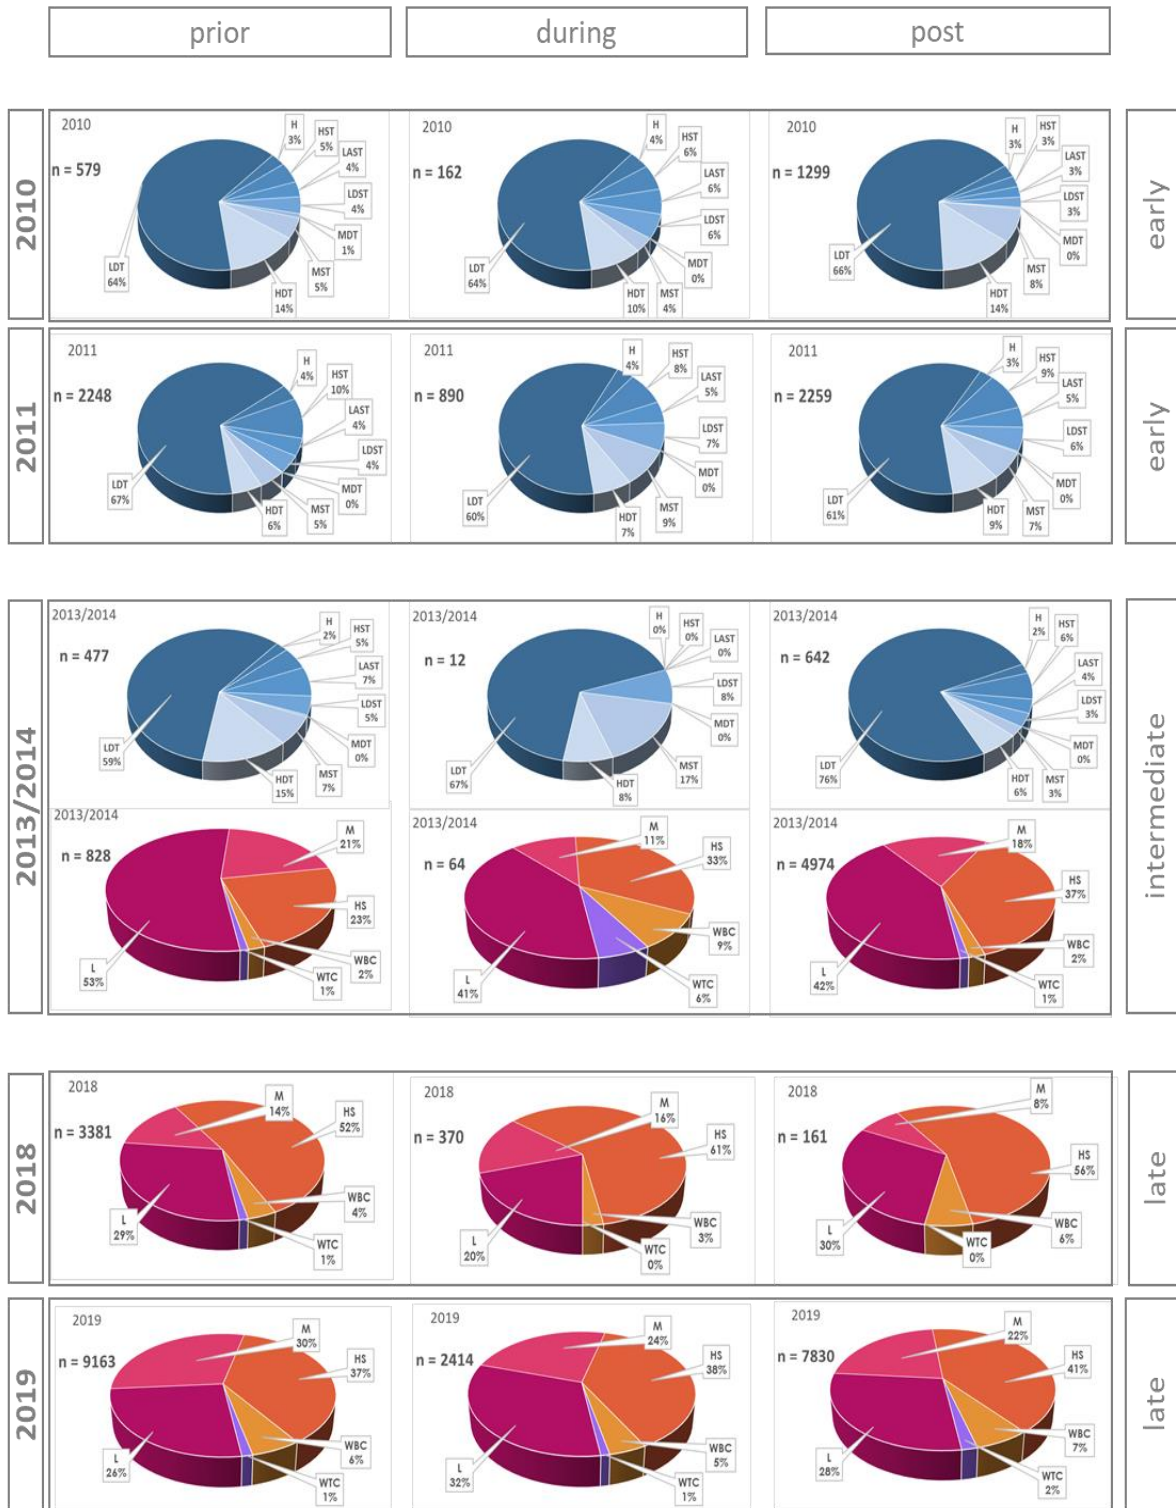 prior
during
post
2010
early
2010
n = 579
H
3%
HST
5%
LAST
4%
LDST
4%
MDT
1%
MST
5%
HDT
14%
LDT
64%
2010
n = 162
H
4%
HST
6%
LAST
6%
LDST
6%
MDT
0%
MST
4%
HDT
10%
LDT
64%
2010
n = 1299
H
3%
HST
3%
LAST
3%
LDST
3%
MDT
0%
MST
8%
HDT
14%
LDT
66%
2011
early
2011
n = 2248
H
4%
HST
10%
LAST
4%
LDST
4%
MDT
0%
MST
5%
HDT
6%
LDT
67%
2011
n = 890
H
4%
HST
8%
LAST
5%
LDST
7%
MDT
0%
MST
9%
HDT
7%
LDT
60%
2011
n = 2259
H
3%
HST
9%
LAST
5%
LDST
6%
MDT
0%
MST
7%
HDT
9%
LDT
61%
2013/2014
intermediate
2013/2014
n = 477
H
2%
HST
5%
LAST
7%
LDST
5%
MDT
0%
MST
7%
HDT
15%
LDT
59%
2013/2014
n = 12
H
0%
HST
0%
LAST
0%
LDST
8%
MDT
0%
MST
17%
HDT
8%
LDT
67%
2013/2014
n = 642
H
2%
HST
6%
LAST
4%
LDST
3%
MDT
0%
MST
3%
HDT
6%
LDT
76%
2013/2014
n = 828
M
21%
HS
23%
WBC
2%
WTC
1%
L
53%
2013/2014
n = 64
M
11%
HS
33%
WBC
9%
WTC
6%
L
41%
2013/2014
n = 4974
M
18%
HS
37%
WBC
2%
WTC
1%
L
42%
2018
late
2018
n = 3381
M
14%
HS
52%
WBC
4%
WTC
1%
L
29%
2018
n = 370
M
16%
HS
61%
WBC
3%
WTC
0%
L
20%
2018
n = 161
M
8%
HS
56%
WBC
6%
WTC
0%
L
30%
2019
late
2019
n = 9163
M
30%
HS
37%
WBC
6%
WTC
1%
L
26%
2019
n = 2414
M
24%
HS
38%
WBC
5%
WTC
1%
L
32%
2019
n = 7830
M
22%
HS
41%
WBC
7%
WTC
2%
L
28%